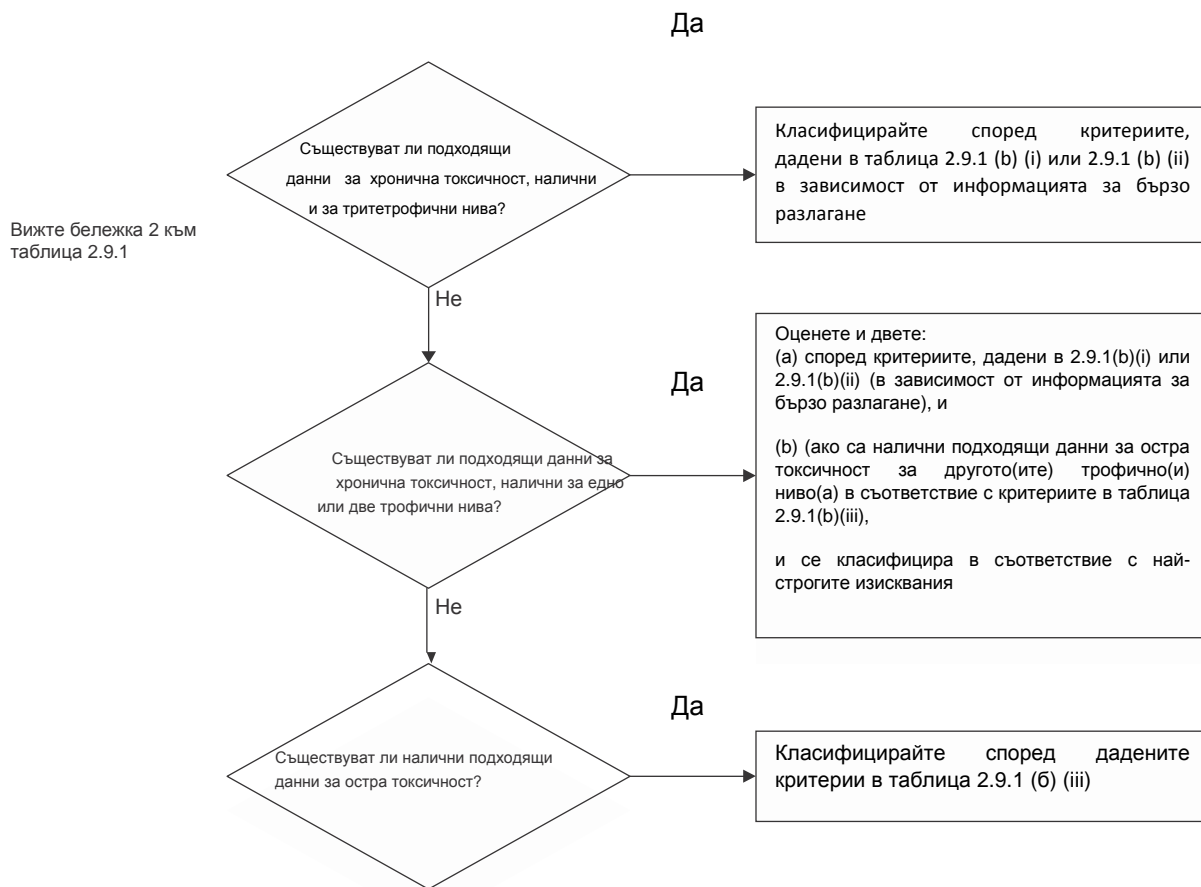 Да
Съществуват ли подходящи
данни за хронична токсичност, налични
и за тритетрофични нива?
Класифицирайте според критериите,
дадени в таблица 2.9.1 (b) (i) или 2.9.1 (b) (ii)
в зависимост от информацията за бързо
разлагане
Вижте бележка 2 към
таблица 2.9.1
Не
Да
Съществуват ли подходящи данни за
хронична токсичност, налични за едно
или две трофични нива?
Оценете и двете:
(a) според критериите, дадени в 2.9.1(b)(i) или
2.9.1(b)(ii) (в зависимост от информацията за
бързо разлагане), и
(b) (ако са налични подходящи данни за остра
токсичност за другото(ите) трофично(и)
ниво(а) в съответствие с критериите в таблица
2.9.1(b)(iii),
и се класифицира в съответствие с най-
строгите изисквания
Не
Да
Съществуват ли налични подходящи
данни за остра токсичност?
Класифицирайте според дадените
критерии в таблица 2.9.1 (б) (iii)